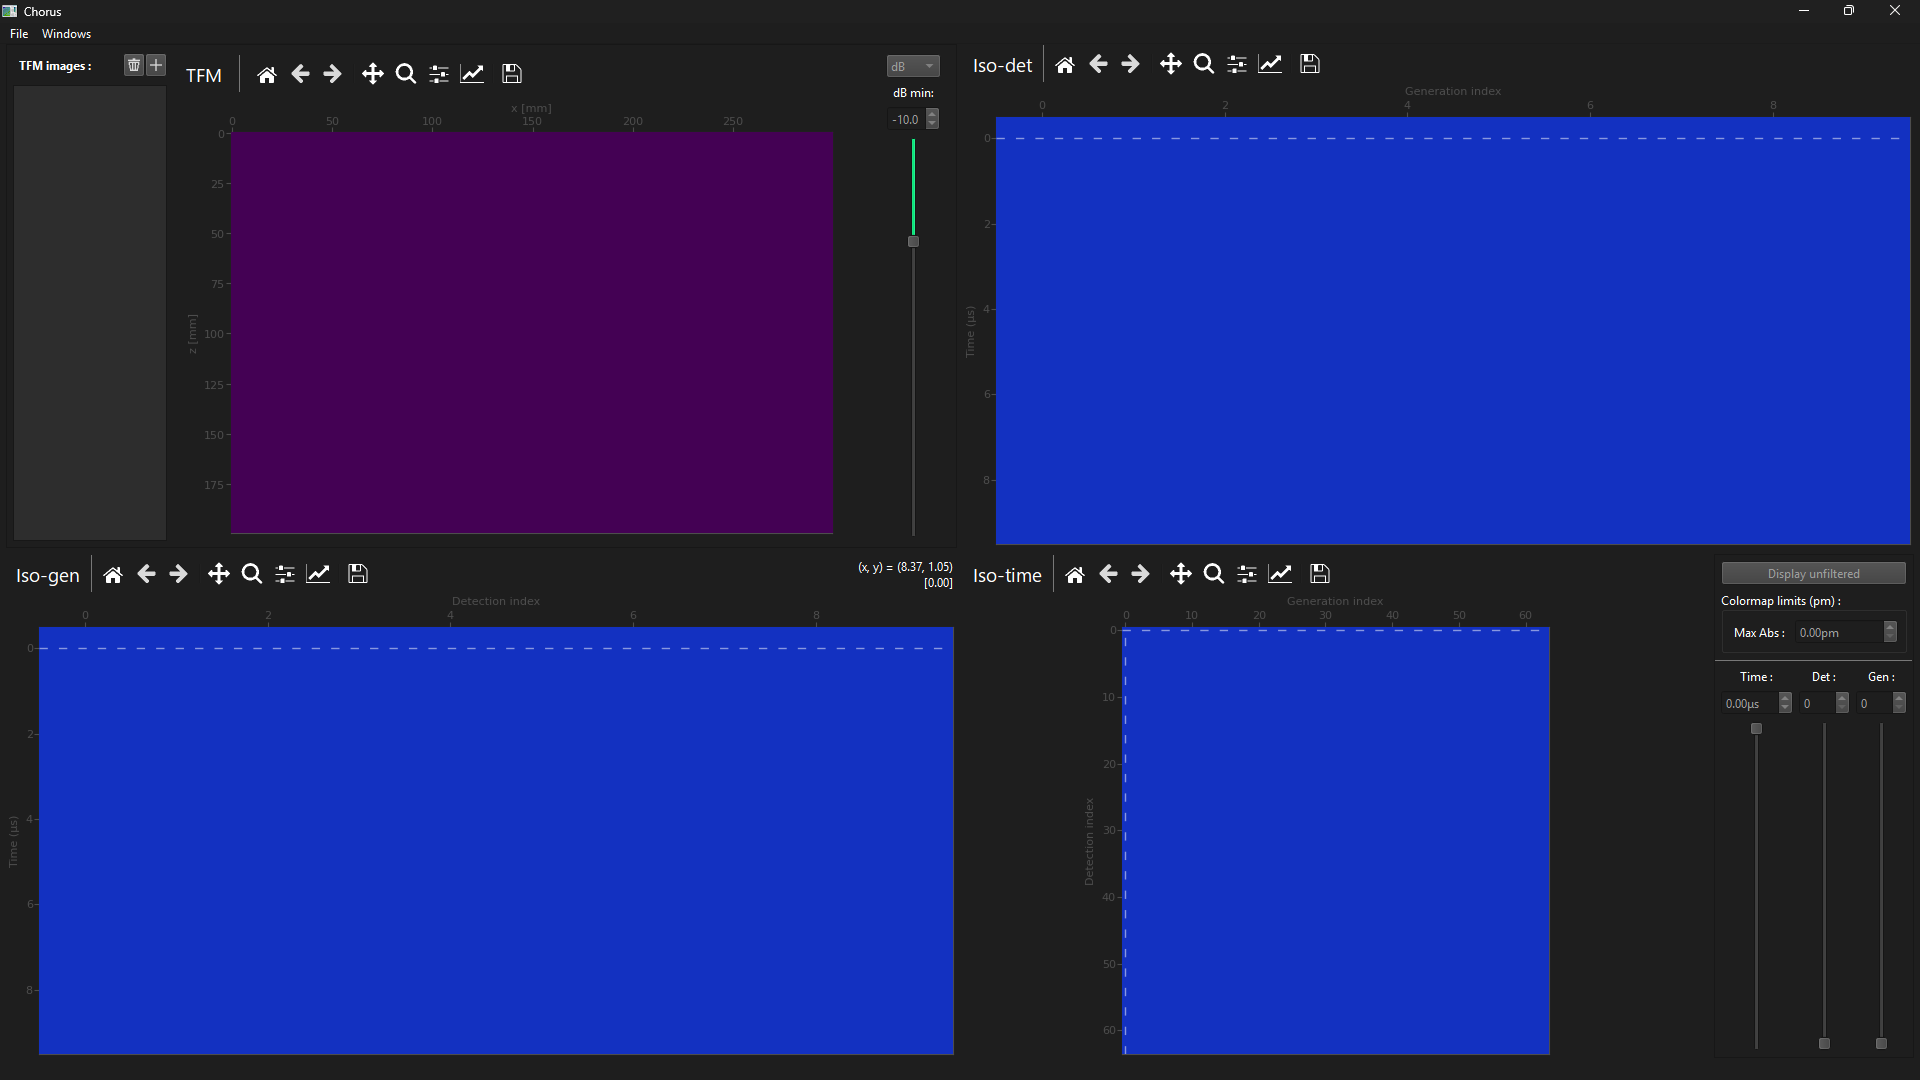 Chorus
File Windows
TFM images :
TFM
dB
dB min:
-10.0
x [mm]
0 50 100 150 200 250
0
25
50
75
100
125
150
175
z [mm]
Iso-det
Generation index
0 2 4 6 8
0
2
4
6
8
Time (µs)
Iso-gen
(x, y) = (8.37, 1.05)
[0.00]
Detection index
0 2 4 6 8
0
2
4
6
8
Time (µs)
Iso-time
Generation index
0 10 20 30 40 50 60
0
10
20
30
40
50
60
Detection index
Display unfiltered
Colormap limits (pm) :
Max Abs : 0.00pm
Time : Det : Gen :
0.00µs 0 0